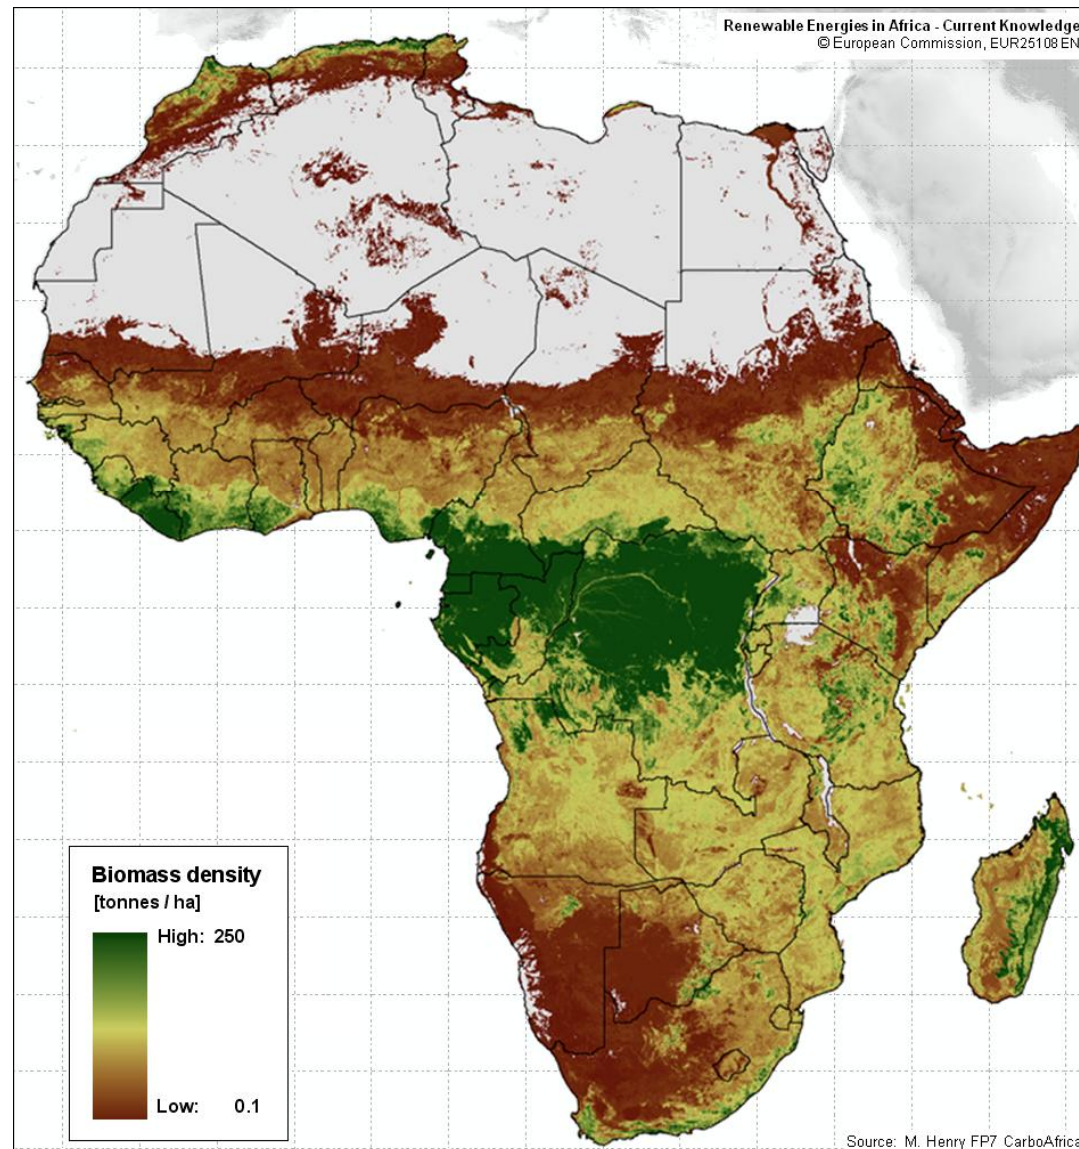 Renewable Energies in Africa - Current Knowledge
© European Commission, EUR25108 EN
Biomass density
[tonnes / ha]
High: 250
Low: 0.1
Source: M. Henry FP7 CarboAfrica